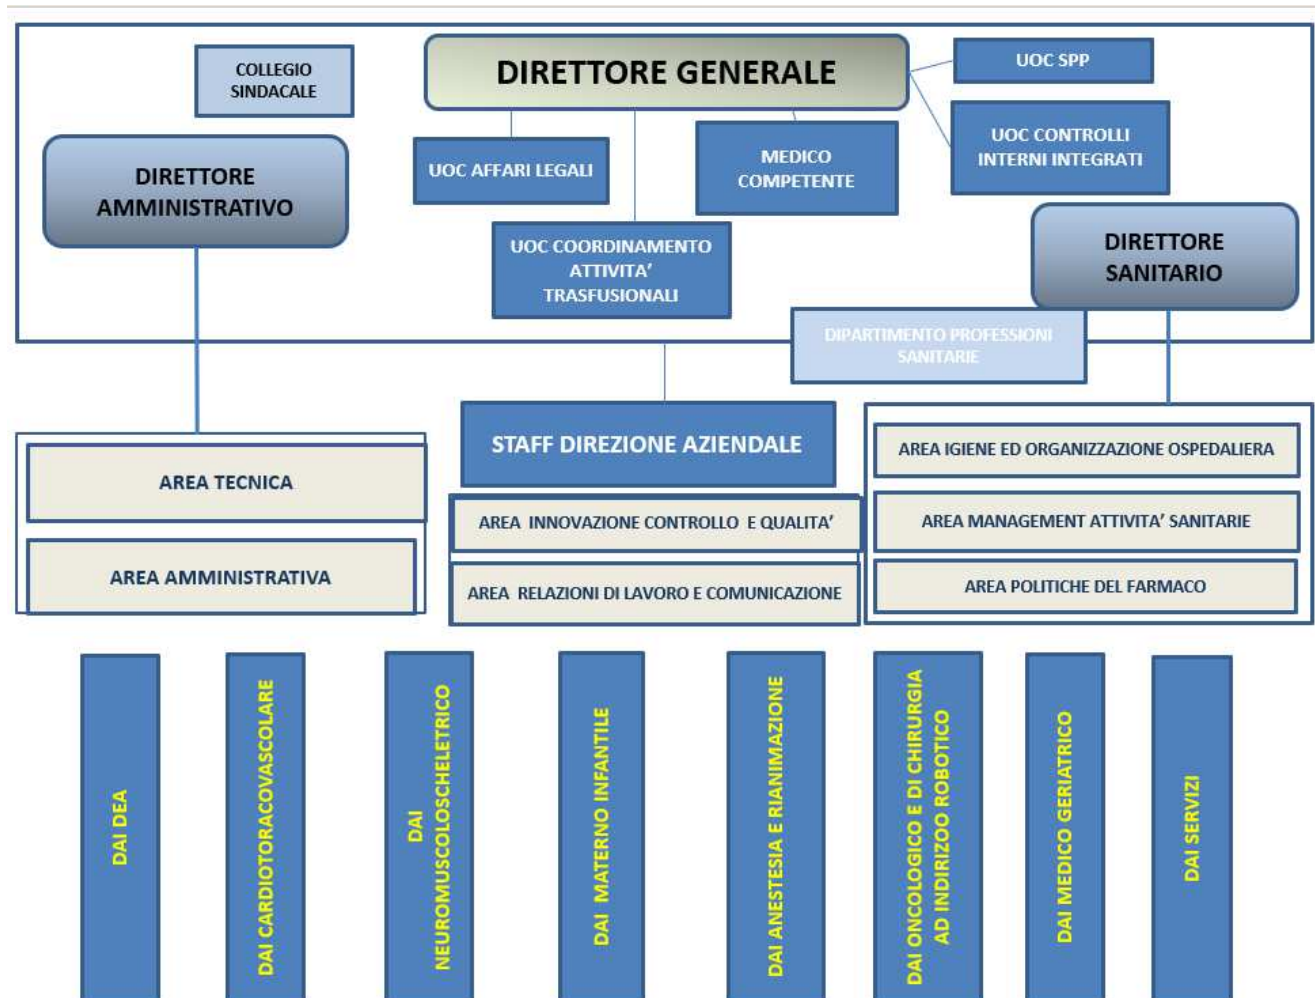 COLLEGIO
SINDACALE
DIRETTORE GENERALE
UOC SPP
UOC CONTROLLI
INTERNI INTEGRATI
DIRETTORE
AMMINISTRATIVO
UOC AFFARI LEGALI
MEDICO
COMPETENTE
UOC COORDINAMENTO
ATTIVITA’
TRASFUSIONALI
DIRETTORE
SANITARIO
DIPARTIMENTO PROFESSIONI
SANITARIE
AREA TECNICA
AREA AMMINISTRATIVA
STAFF DIREZIONE AZIENDALE
AREA INNOVAZIONE CONTROLLO E QUALITA’
AREA RELAZIONI DI LAVORO E COMUNICAZIONE
AREA IGIENE ED ORGANIZZAZIONE OSPEDALIERA
AREA MANAGEMENT ATTIVITA’ SANITARIE
AREA POLITICHE DEL FARMACO
DAI DEA
DAI CARDIOTORACOVASCOLARE
DAI
NEUROMUSCOLOSCHELETRICO
DAI MATERNO INFANTILE
DAI ANESTESIA E RIANIMAZIONE
DAI ONCOLOGICO E DI CHIRURGIA
AD INDIRIZOO ROBOTICO
DAI MEDICO GERIATRICO
DAI SERVIZI